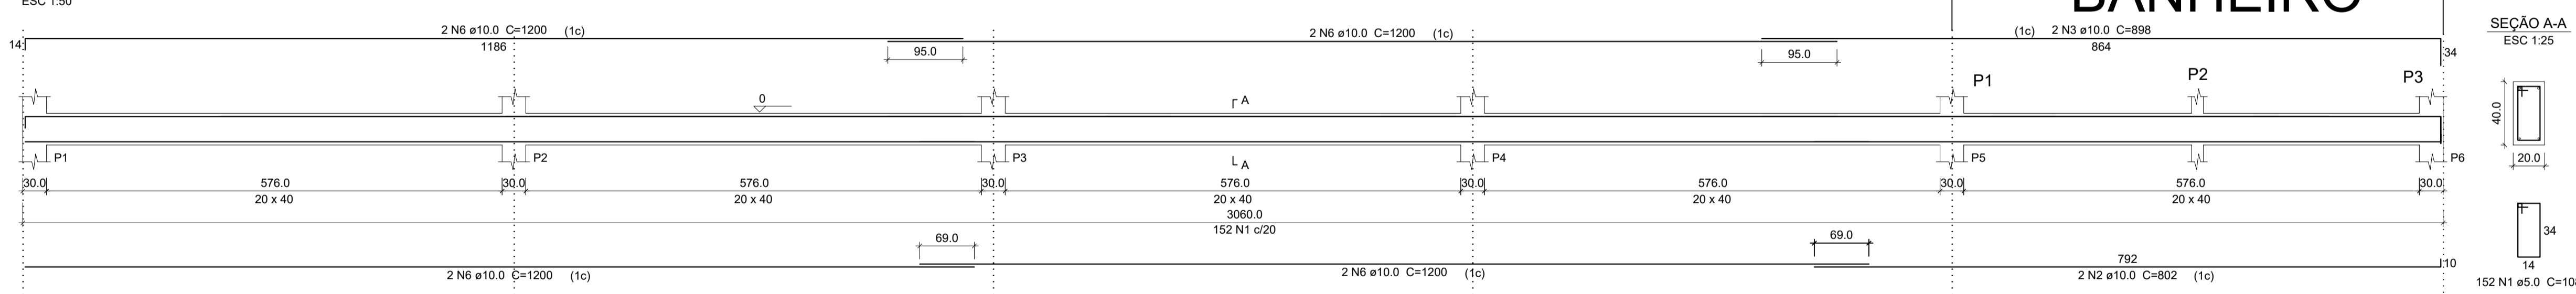 ESC 1:50
BANHEIRO
2 N6 ø10.0 C=1200 (1c)
1186
14
95.0
2 N6 ø10.0 C=1200 (1c)
95.0
(1c) 2 N3 ø10.0 C=898
864
34
SEÇÃO A-A
ESC 1:25
P1
P2
P3
0
A
A
P1
P2
P3
P4
P5
P6
40.0
20.0
30.0 576.0 30.0 576.0 30.0 576.0 30.0 576.0 30.0 576.0 30.0
20 x 40 20 x 40 20 x 40 20 x 40 20 x 40
3060.0
152 N1 c/20
69.0
69.0
2 N6 ø10.0 C=1200 (1c)
2 N6 ø10.0 C=1200 (1c)
792
2 N2 ø10.0 C=802 (1c)
10
34
14
152 N1 ø5.0